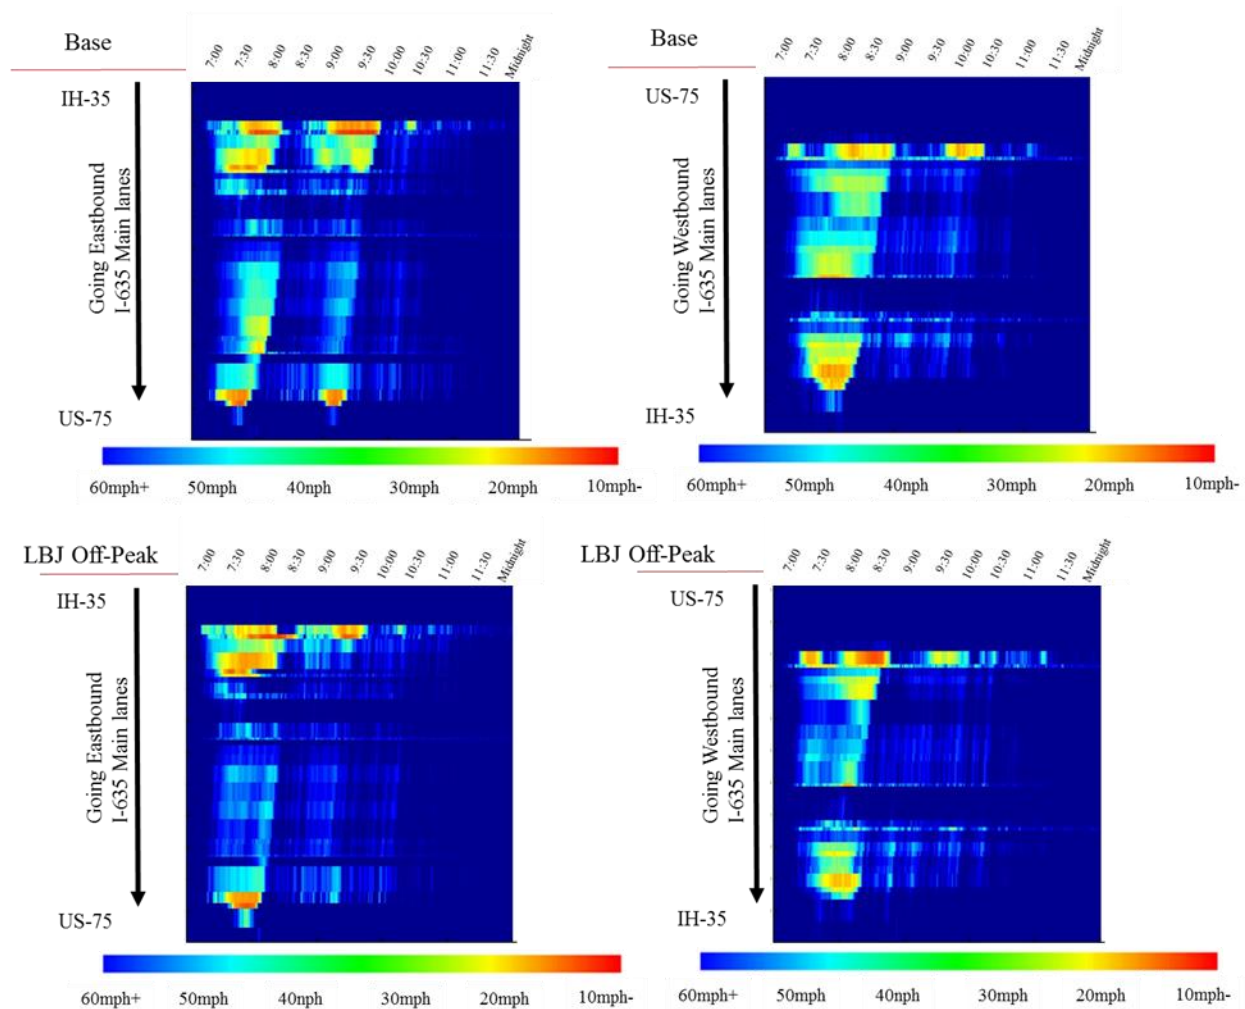 Base
7:00 7:30 8:00 8:30 9:00 9:30 10:00 10:30 11:00 11:30 Midnight
IH-35
Going Eastbound
I-635 Main lanes
US-75
60mph+ 50mph 40nph 30mph 20mph 10mph-
Base
7:00 7:30 8:00 8:30 9:00 9:30 10:00 10:30 11:00 11:30 Midnight
US-75
Going Westbound
I-635 Main lanes
IH-35
60mph+ 50mph 40nph 30mph 20mph 10mph-
LBJ Off-Peak
7:00 7:30 8:00 8:30 9:00 9:30 10:00 10:30 11:00 11:30 Midnight
IH-35
Going Eastbound
I-635 Main lanes
US-75
60mph+ 50mph 40nph 30mph 20mph 10mph-
LBJ Off-Peak
7:00 7:30 8:00 8:30 9:00 9:30 10:00 10:30 11:00 11:30 Midnight
US-75
Going Westbound
I-635 Main lanes
IH-35
60mph+ 50mph 40nph 30mph 20mph 10mph-